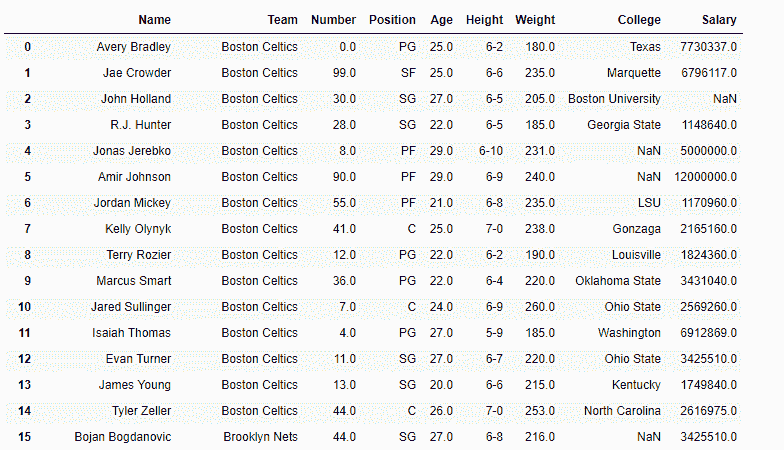 Name Team Number Position Age Height Weight College Salary
0 Avery Bradley Boston Celtics 0.0 PG 25.0 6-2 180.0 Texas 7730337.0
1 Jae Crowder Boston Celtics 99.0 SF 25.0 6-6 235.0 Marquette 6796117.0
2 John Holland Boston Celtics 30.0 SG 27.0 6-5 205.0 Boston University NaN
3 R.J. Hunter Boston Celtics 28.0 SG 22.0 6-5 185.0 Georgia State 1148640.0
4 Jonas Jerebko Boston Celtics 8.0 PF 29.0 6-10 231.0 NaN 5000000.0
5 Amir Johnson Boston Celtics 90.0 PF 29.0 6-9 240.0 NaN 12000000.0
6 Jordan Mickey Boston Celtics 55.0 PF 21.0 6-8 235.0 LSU 1170960.0
7 Kelly Olynyk Boston Celtics 41.0 C 25.0 7-0 238.0 Gonzaga 2165160.0
8 Terry Rozier Boston Celtics 12.0 PG 22.0 6-2 190.0 Louisville 1824360.0
9 Marcus Smart Boston Celtics 36.0 PG 22.0 6-4 220.0 Oklahoma State 3431040.0
10 Jared Sullinger Boston Celtics 7.0 C 24.0 6-9 260.0 Ohio State 2569260.0
11 Isaiah Thomas Boston Celtics 4.0 PG 27.0 5-9 185.0 Washington 6912869.0
12 Evan Turner Boston Celtics 11.0 SG 27.0 6-7 220.0 Ohio State 3425510.0
13 James Young Boston Celtics 13.0 SG 20.0 6-6 215.0 Kentucky 1749840.0
14 Tyler Zeller Boston Celtics 44.0 C 26.0 7-0 253.0 North Carolina 2616975.0
15 Bojan Bogdanovic Brooklyn Nets 44.0 SG 27.0 6-8 216.0 NaN 3425510.0